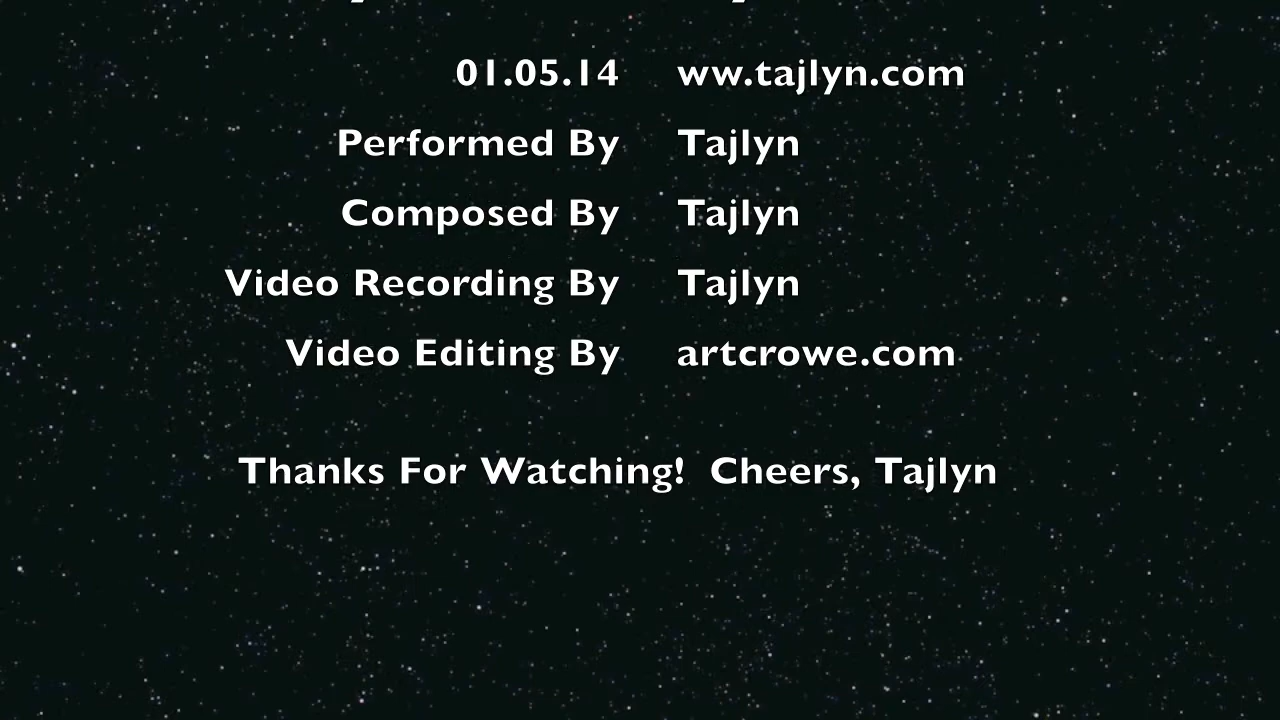 01.05.14 ww.tajlyn.com
Performed By Tajlyn
Composed By Tajlyn
Video Recording By Tajlyn
Video Editing By artcrowe.com
Thanks For Watching! Cheers, Tajlyn